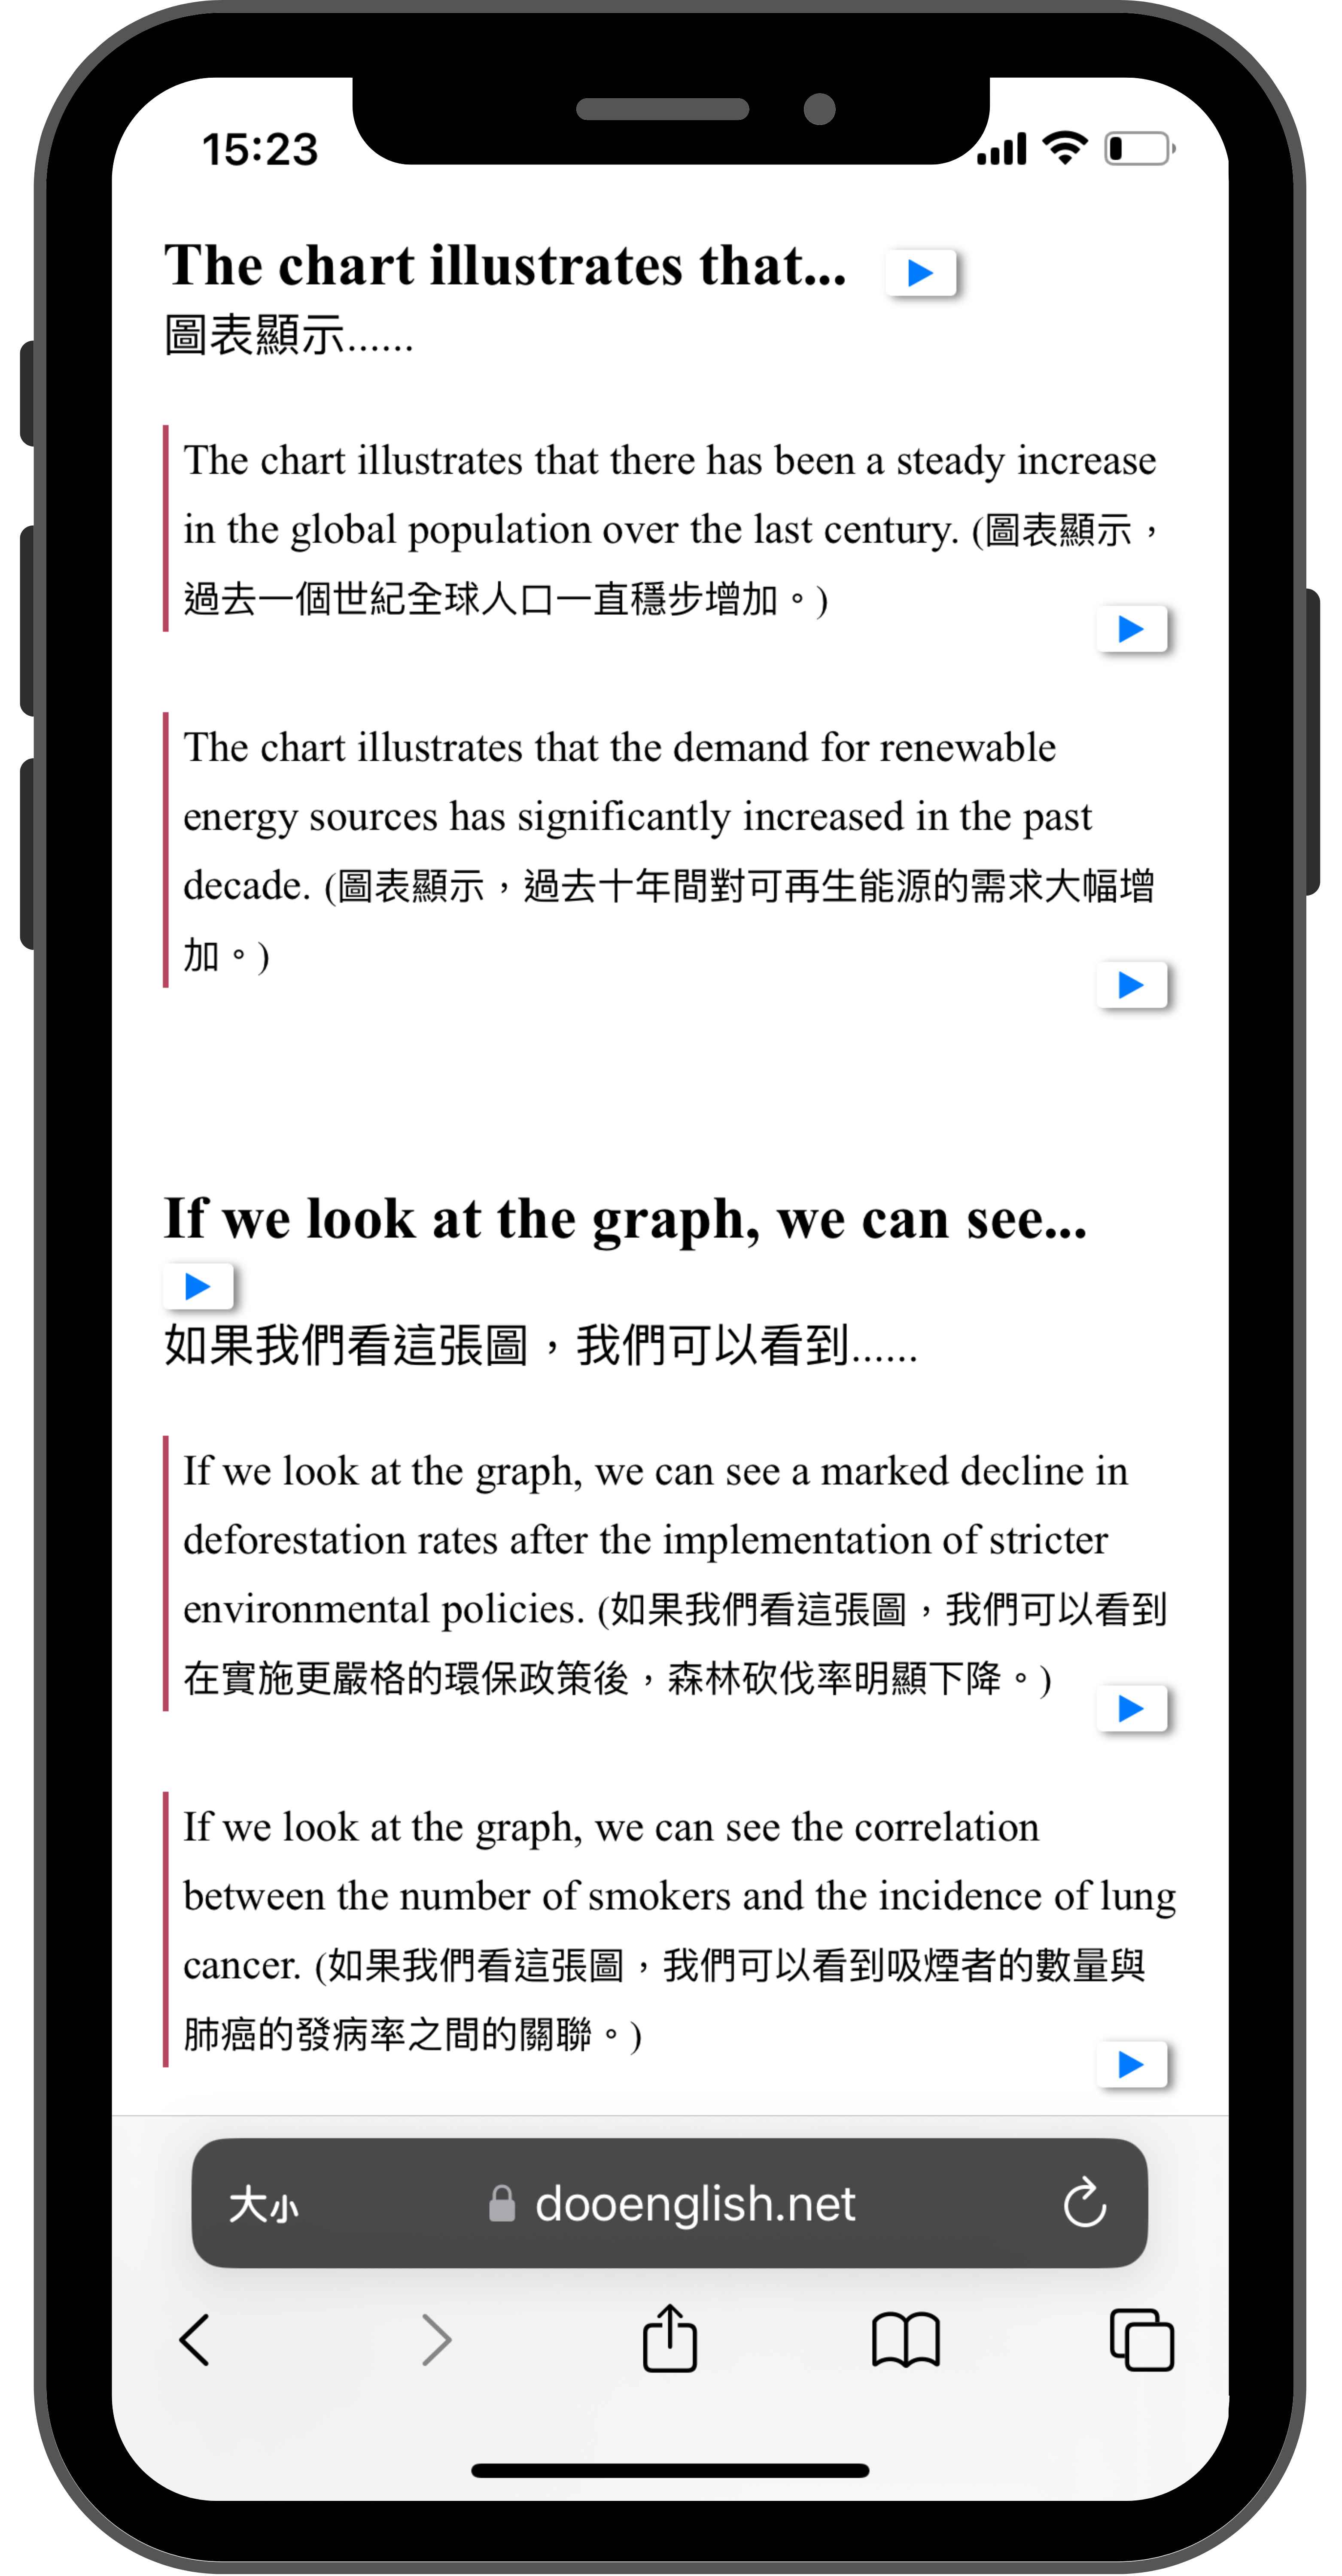 15:23
The chart illustrates that...
圖表顯示......
The chart illustrates that there has been a steady increase
in the global population over the last century. (圖表顯示，
過去一個世紀全球人口一直穩步增加。)
The chart illustrates that the demand for renewable
energy sources has significantly increased in the past
decade. (圖表顯示，過去十年間對可再生能源的需求大幅增
加。)
If we look at the graph, we can see...
如果我們看這張圖，我們可以看到......
If we look at the graph, we can see a marked decline in
deforestation rates after the implementation of stricter
environmental policies. (如果我們看這張圖，我們可以看到
在實施更嚴格的環保政策後，森林砍伐率明顯下降。)
If we look at the graph, we can see the correlation
between the number of smokers and the incidence of lung
cancer. (如果我們看這張圖，我們可以看到吸煙者的數量與
肺癌的發病率之間的關聯。)
大小 dooenglish.net